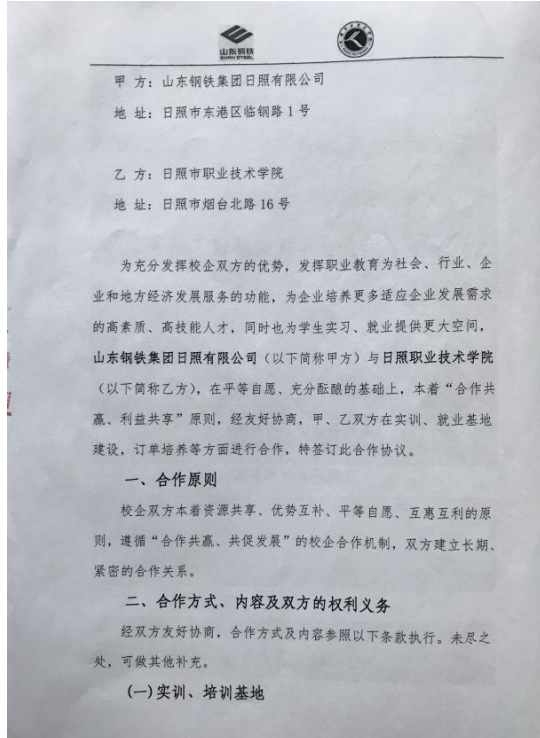 山东钢铁
甲 方：山东钢铁集团日照有限公司
地 址：日照市东港区临钢路 1 号
乙 方：日照市职业技术学院
地 址：日照市烟台北路 16 号
为充分发挥校企双方的优势，发挥职业教育为社会、行业、企
业和地方经济发展服务的功能，为企业培养更多适应企业发展需求
的高素质、高技能人才，同时也为学生实习、就业提供更大空间，
山东钢铁集团日照有限公司（以下简称甲方）与日照职业技术学院
（以下简称乙方），在平等自愿、充分酝酿的基础上，本着“合作共
赢、利益共享”原则，经友好协商，甲、乙双方在实训、就业基地
建设，订单培养等方面进行合作，特签订此合作协议。
一、合作原则
校企双方本着资源共享、优势互补、平等自愿、互惠互利的原
则，遵循“合作共赢、共促发展”的校企合作机制，双方建立长期、
紧密的合作关系。
二、合作方式、内容及双方的权利义务
经双方友好协商，合作方式及内容参照以下条款执行。未尽之
处，可做其他补充。
(一)实训、培训基地